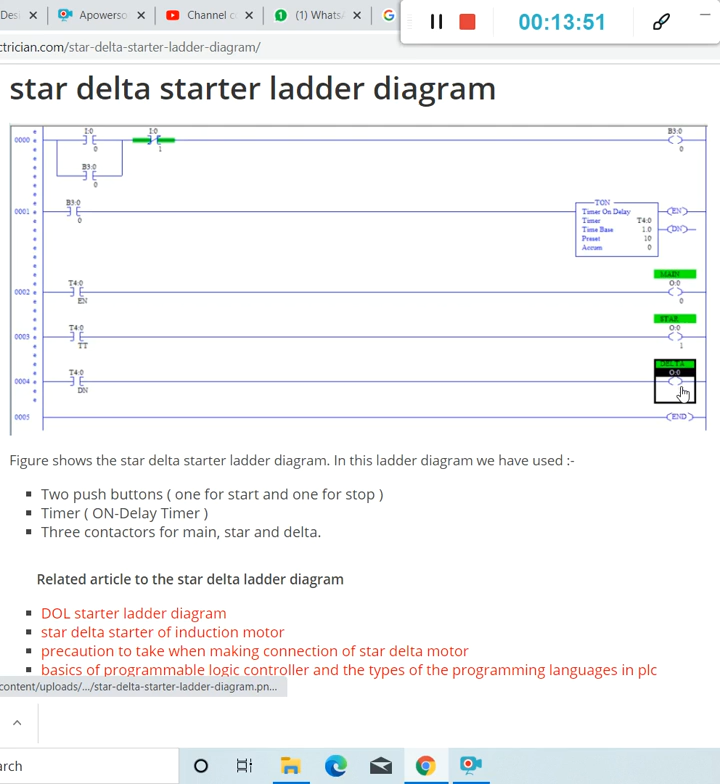 Des
Apowerso
Channel
(1) Whats
00:13:51
ctrician.com/star-delta-starter-ladder-diagram/
star delta starter ladder diagram
0000 I:0 I:0 B3:0
0 1 0
B3:0
0
0001 B3:0 TON EN
0 Timer On Delay
Timer T4:0
Time Base 1.0 DN
Preset 10
Accum 0
MAIN
0002 T4:0 O:0
EN 0
STAR
0003 T4:0 O:0
TT 1
DELTA
0004 T4:0 O:0
DN
0005 END
Figure shows the star delta starter ladder diagram. In this ladder diagram we have used :-
Two push buttons ( one for start and one for stop )
Timer ( ON-Delay Timer )
Three contactors for main, star and delta.
Related article to the star delta ladder diagram
DOL starter ladder diagram
star delta starter of induction motor
precaution to take when making connection of star delta motor
basics of programmable logic controller and the types of the programming languages in plc
content/uploads/.../star-delta-starter-ladder-diagram.pn...
arch